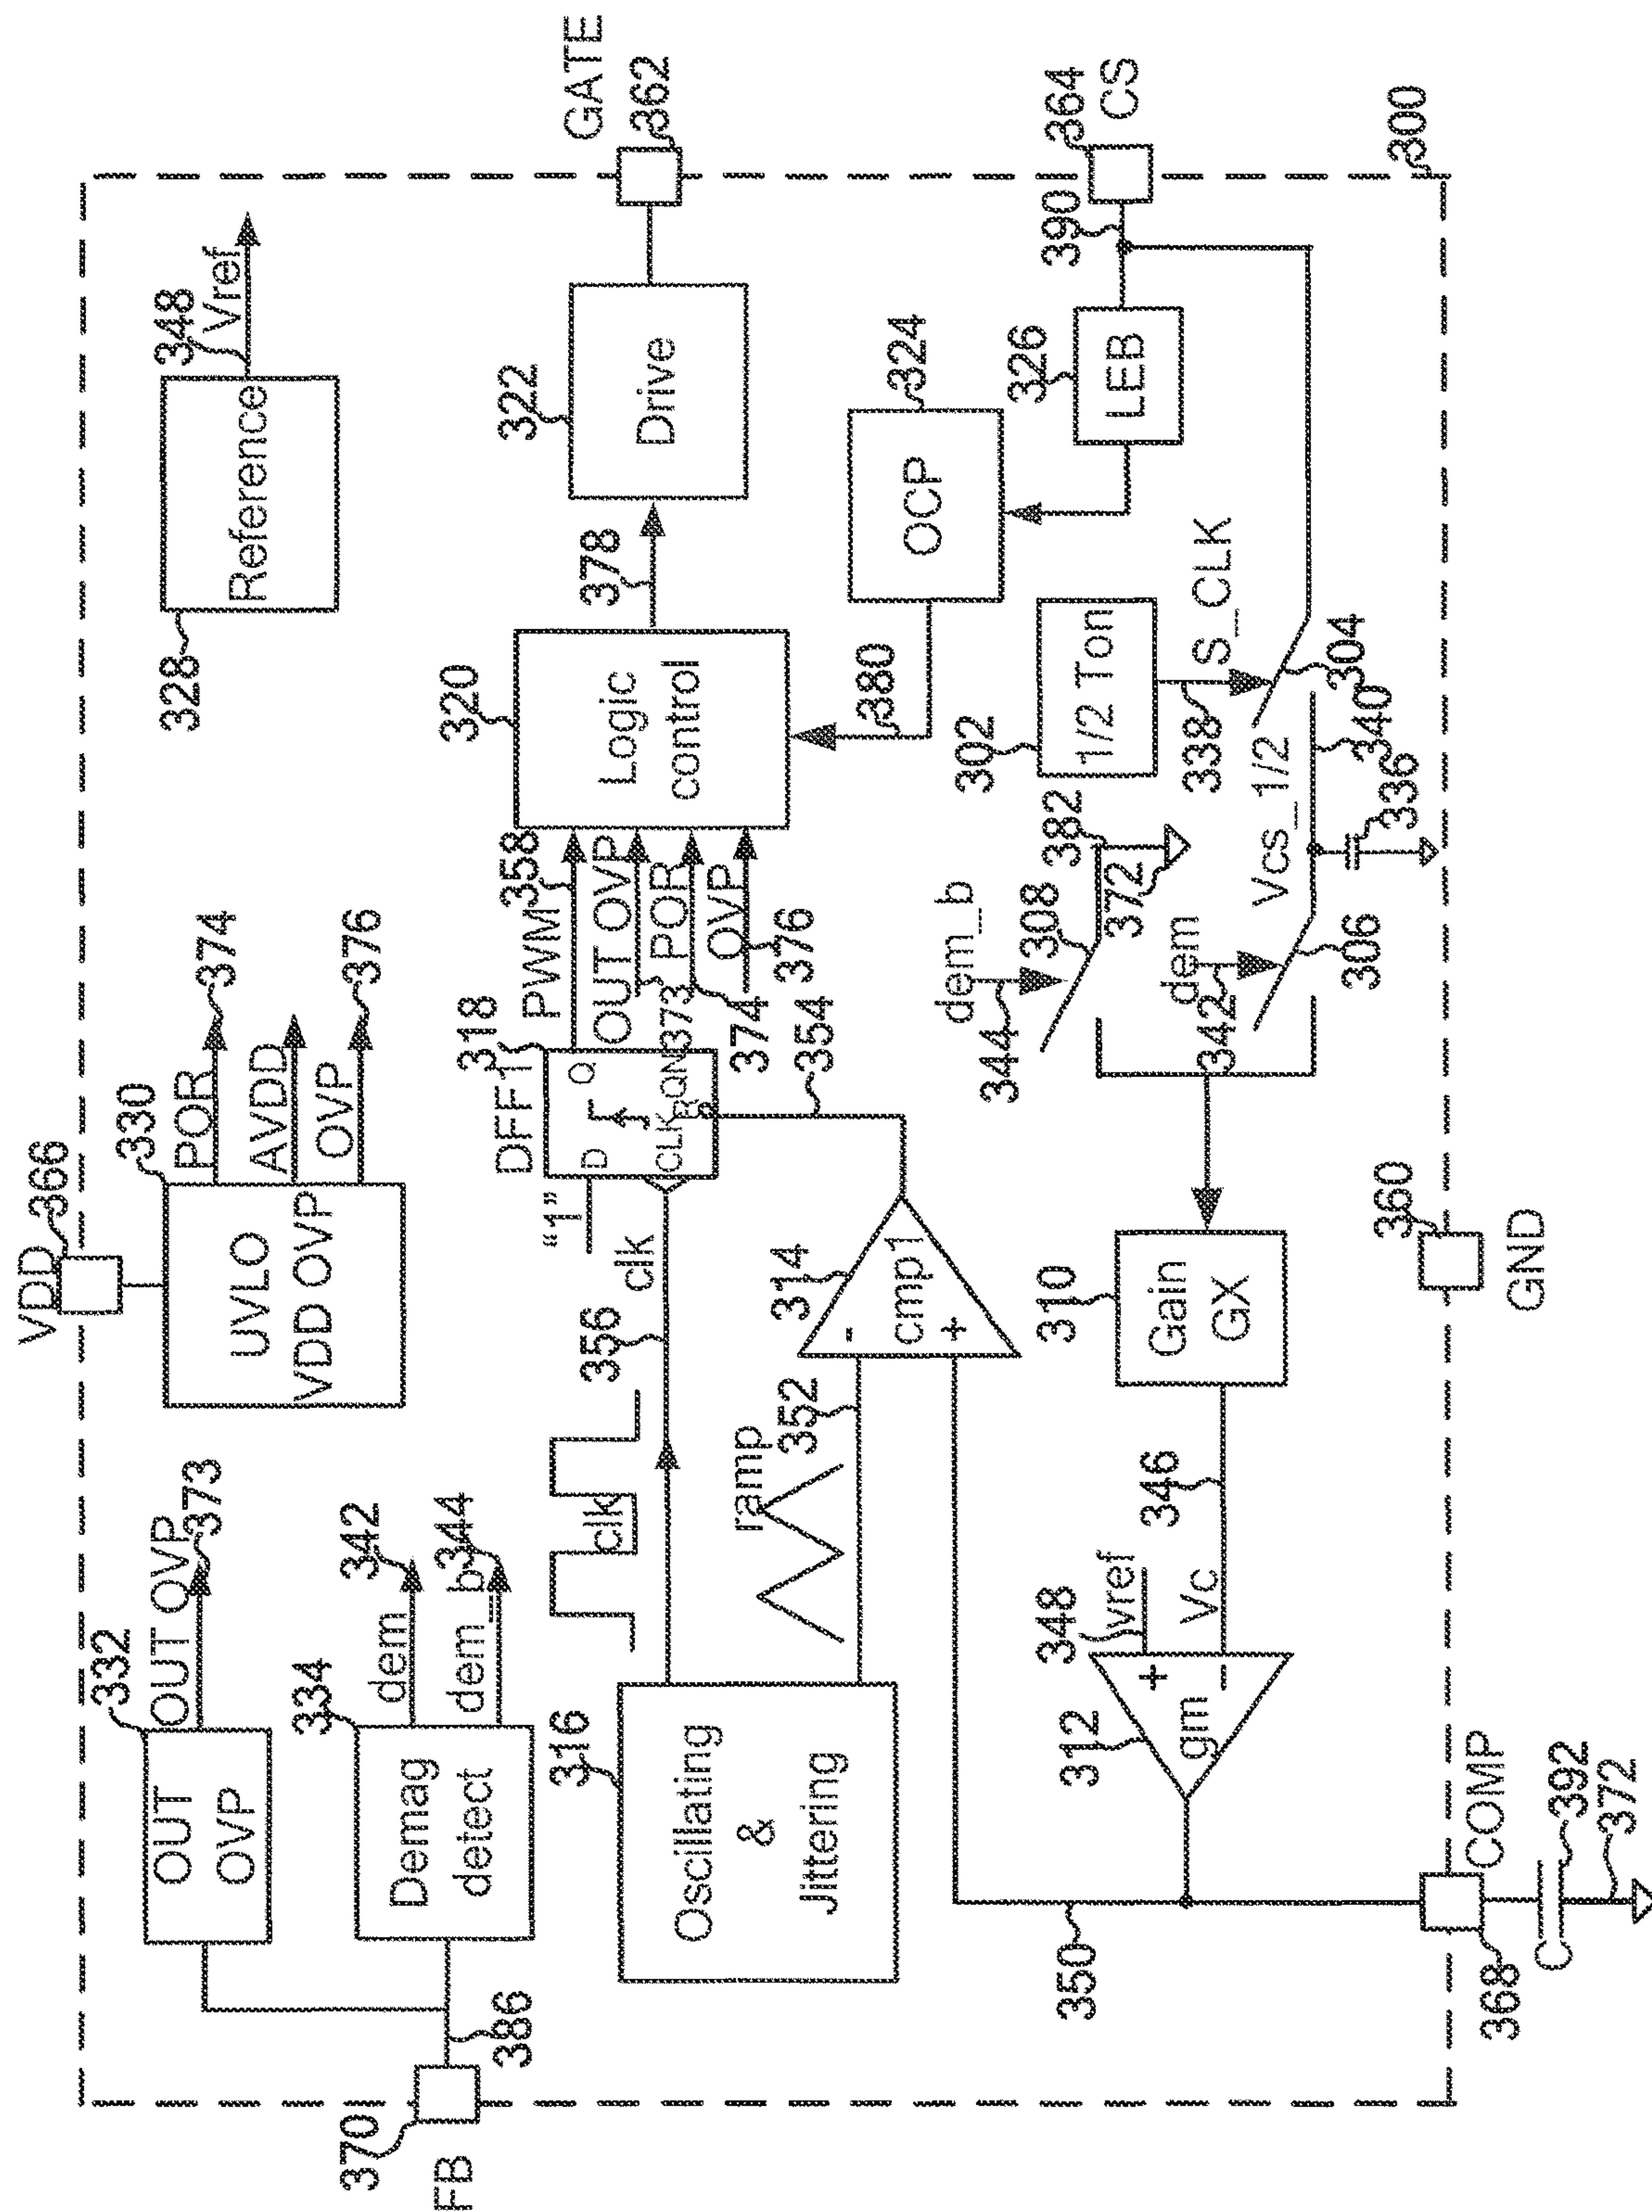 VDD
366
328
Reference
348
Vref
332
OUT
OVP
OUT OVP
373
330
UVLO
VDD OVP
POR
374
AVDD
OVP
376
370
FB
386
334
Demag
detect
dem
342
dem_b
344
316
Oscillating
&
Jittering
clk
356
clk
"1"
DFF1
318
D
Q
CLK
R
QN
PWM
358
OUT OVP
373
POR
374
OVP
376
320
Logic
control
378
322
Drive
GATE
362
ramp
352
314
cmp1
-
+
354
380
OCP
324
326
LEB
390
364
CS
302
1/2 Ton
338
S_CLK
304
dem_b
344
308
382
372
dem
342
306
Vcs_1/2
340
336
310
Gain
GX
346
348
vref
Vc
312
gm
+
-
350
368
COMP
C
392
372
360
GND
300